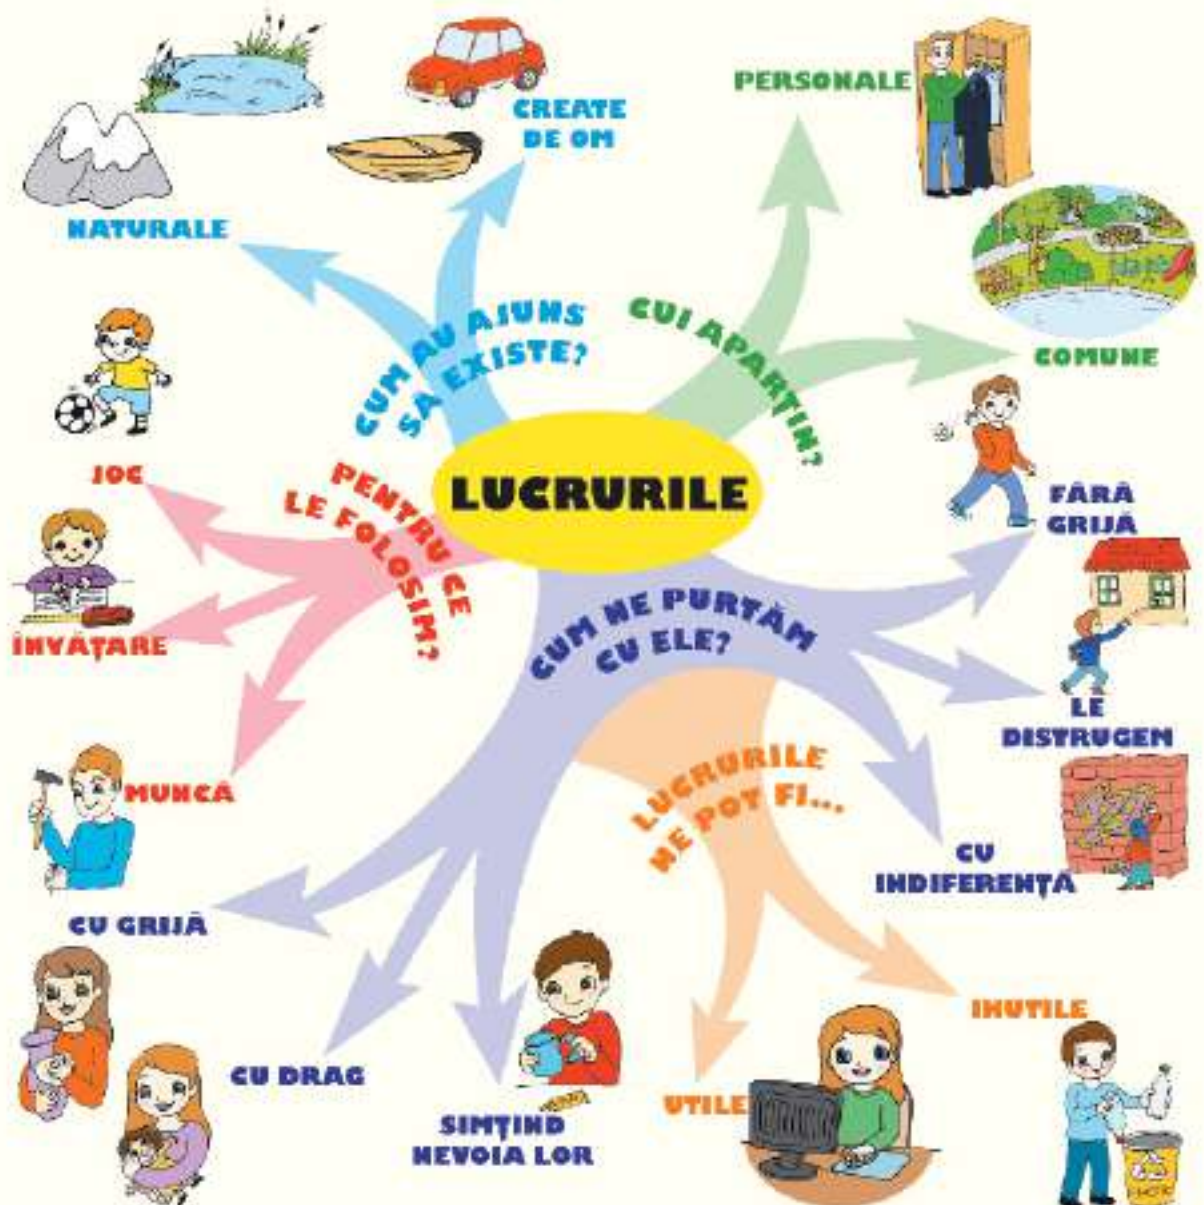 LUCRURILE
CUM AU AJUNS
SĂ EXISTE?
NATURALE
CREATE
DE OM
CUI APARȚIN?
PERSONALE
COMUNE
CUM NE PURTĂM
CU ELE?
FĂRĂ
GRIJĂ
LE
DISTRUGEM
CU
INDIFERENȚA
SIMȚIND
NEVOIA LOR
CU DRAG
CU GRIJĂ
LUCRURILE
NE POT FI...
INUTILE
UTILE
PENTRU CE
LE FOLOSIM?
JOC
ÎNVĂȚARE
MUNCĂ